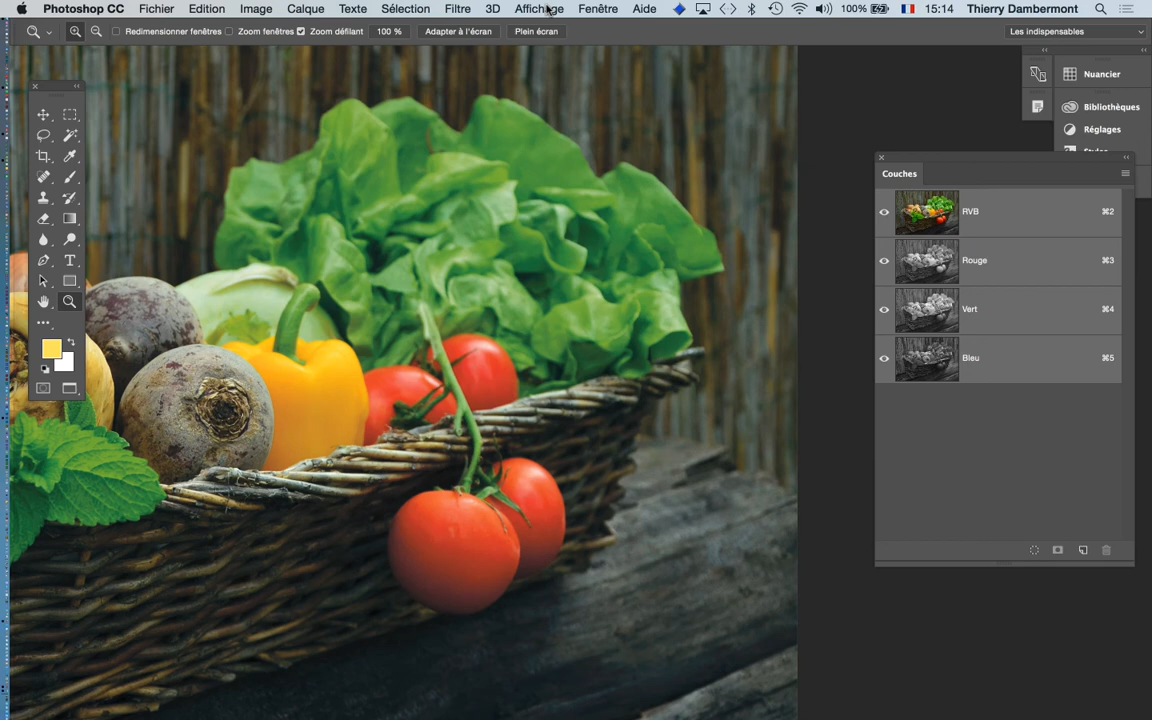 Photoshop CC Fichier Edition Image Calque Texte Sélection Filtre 3D Affichage Fenêtre Aide 100% 15:14 Thierry Dambermont
Redimensionner fenêtres Zoom fenêtres Zoom défilant 100 % Adapter à l'écran Plein écran Les indispensables
Nuancier
Bibliothèques
Réglages
Styles
Couches
RVB ⌘2
Rouge ⌘3
Vert ⌘4
Bleu ⌘5